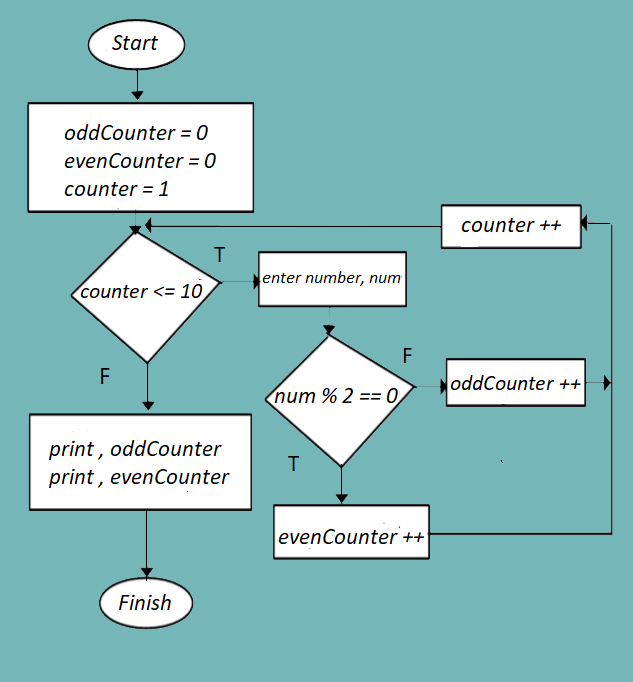 Start
oddCounter = 0
evenCounter = 0
counter = 1
counter ++
T
counter <= 10
enter number, num
F
F
num % 2 == 0
oddCounter ++
T
print , oddCounter
print , evenCounter
evenCounter ++
Finish